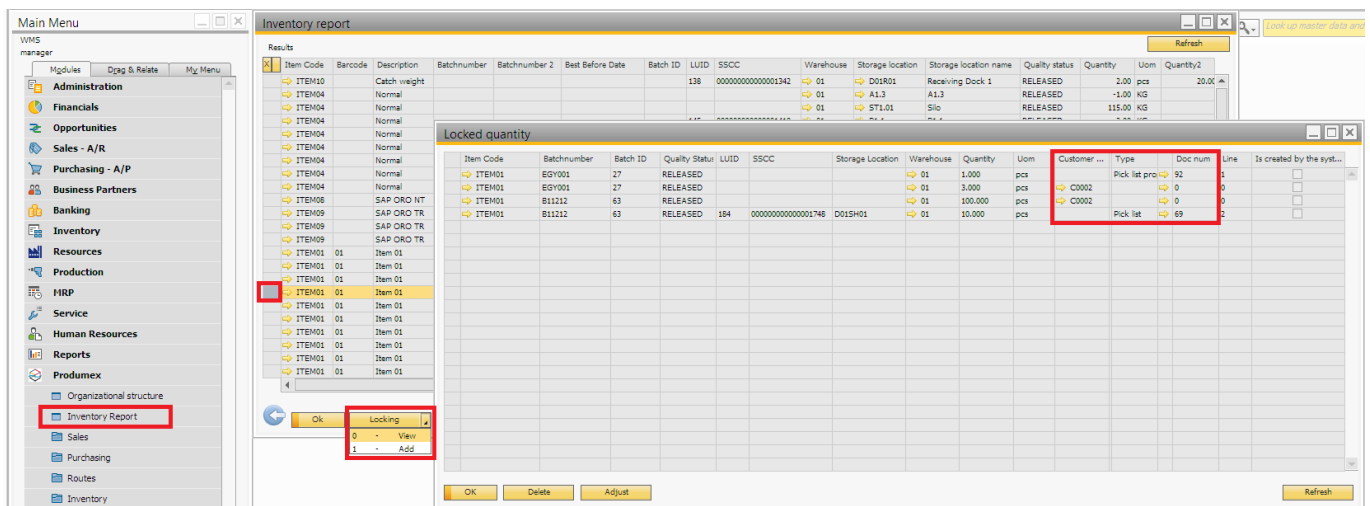 Main Menu
WMS
manager
Modules Drag & Relate My Menu
Administration
Financials
Opportunities
Sales - A/R
Purchasing - A/P
Business Partners
Banking
Inventory
Resources
Production
MRP
Service
Human Resources
Reports
Produmex
Organizational structure
Inventory Report
Sales
Purchasing
Routes
Inventory
Inventory report
Look up master data and
Results
Refresh
X Item Code Barcode Description Batchnumber Batchnumber 2 Best Before Date Batch ID LUID SSCC Warehouse Storage location Storage location name Quality status Quantity Uom Quantity2
ITEM10 Catch weight 138 000000000000001342 01 D01R01 Receiving Dock 1 RELEASED 2.00 pcs 20.00
ITEM04 Normal 01 A1.3 A1.3 RELEASED -1.00 KG
ITEM04 Normal 01 ST1.01 Silo RELEASED 115.00 KG
ITEM04 Normal
ITEM04 Normal
ITEM04 Normal
ITEM04 Normal
ITEM04 Normal
ITEM04 Normal
ITEM08 SAP ORO NT
ITEM09 SAP ORO TR
ITEM09 SAP ORO TR
ITEM09 SAP ORO TR
ITEM01 01 Item 01
ITEM01 01 Item 01
ITEM01 01 Item 01
ITEM01 01 Item 01
ITEM01 01 Item 01
ITEM01 01 Item 01
ITEM01 01 Item 01
ITEM01 01 Item 01
ITEM01 01 Item 01
ITEM01 01 Item 01
Ok Locking
0 - View
1 - Add
Locked quantity
Item Code Batchnumber Batch ID Quality Status LUID SSCC Storage Location Warehouse Quantity Uom Customer ... Type Doc num Line Is created by the syst...
ITEM01 EGY001 27 RELEASED 01 1.000 pcs Pick list pro 92 1
ITEM01 EGY001 27 RELEASED 01 3.000 pcs C0002 0 0
ITEM01 B11212 63 RELEASED 01 100.000 pcs C0002 0 0
ITEM01 B11212 63 RELEASED 184 000000000000001748 D01SH01 01 10.000 pcs Pick list 69 2
OK Delete Adjust Refresh